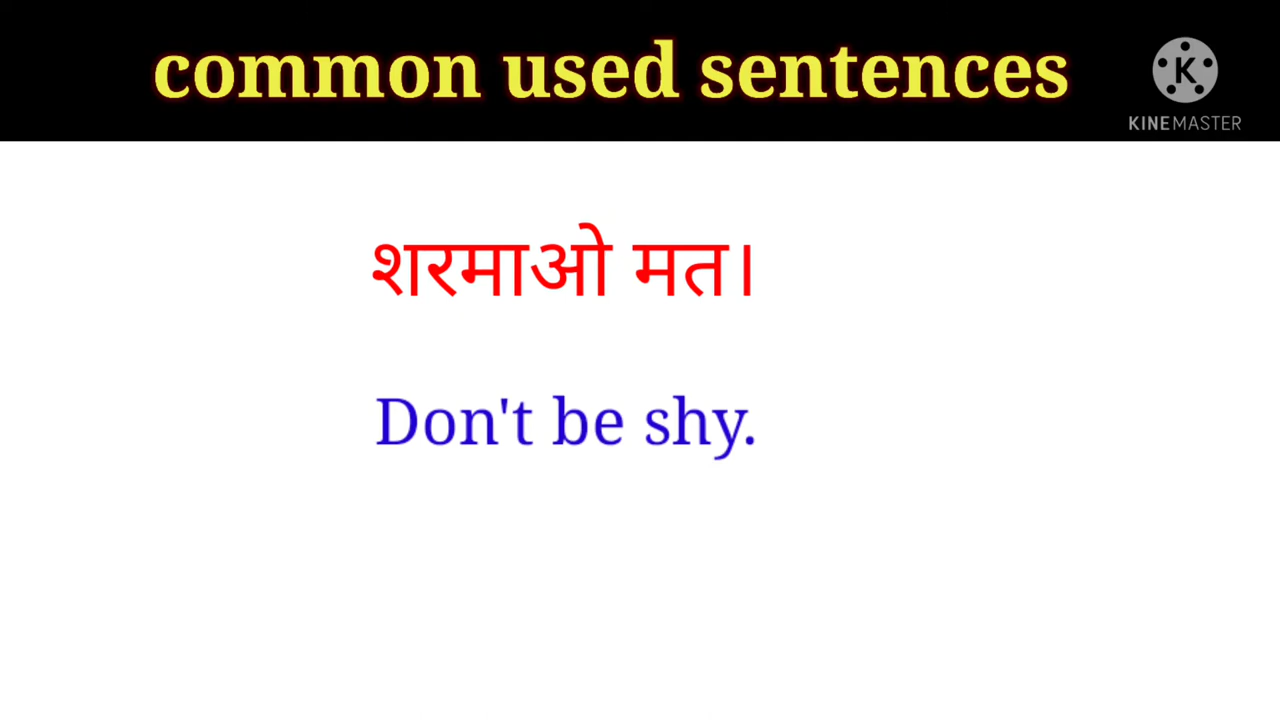 common used sentences
K
KINEMASTER
शरमाओ मत।
Don't be shy.